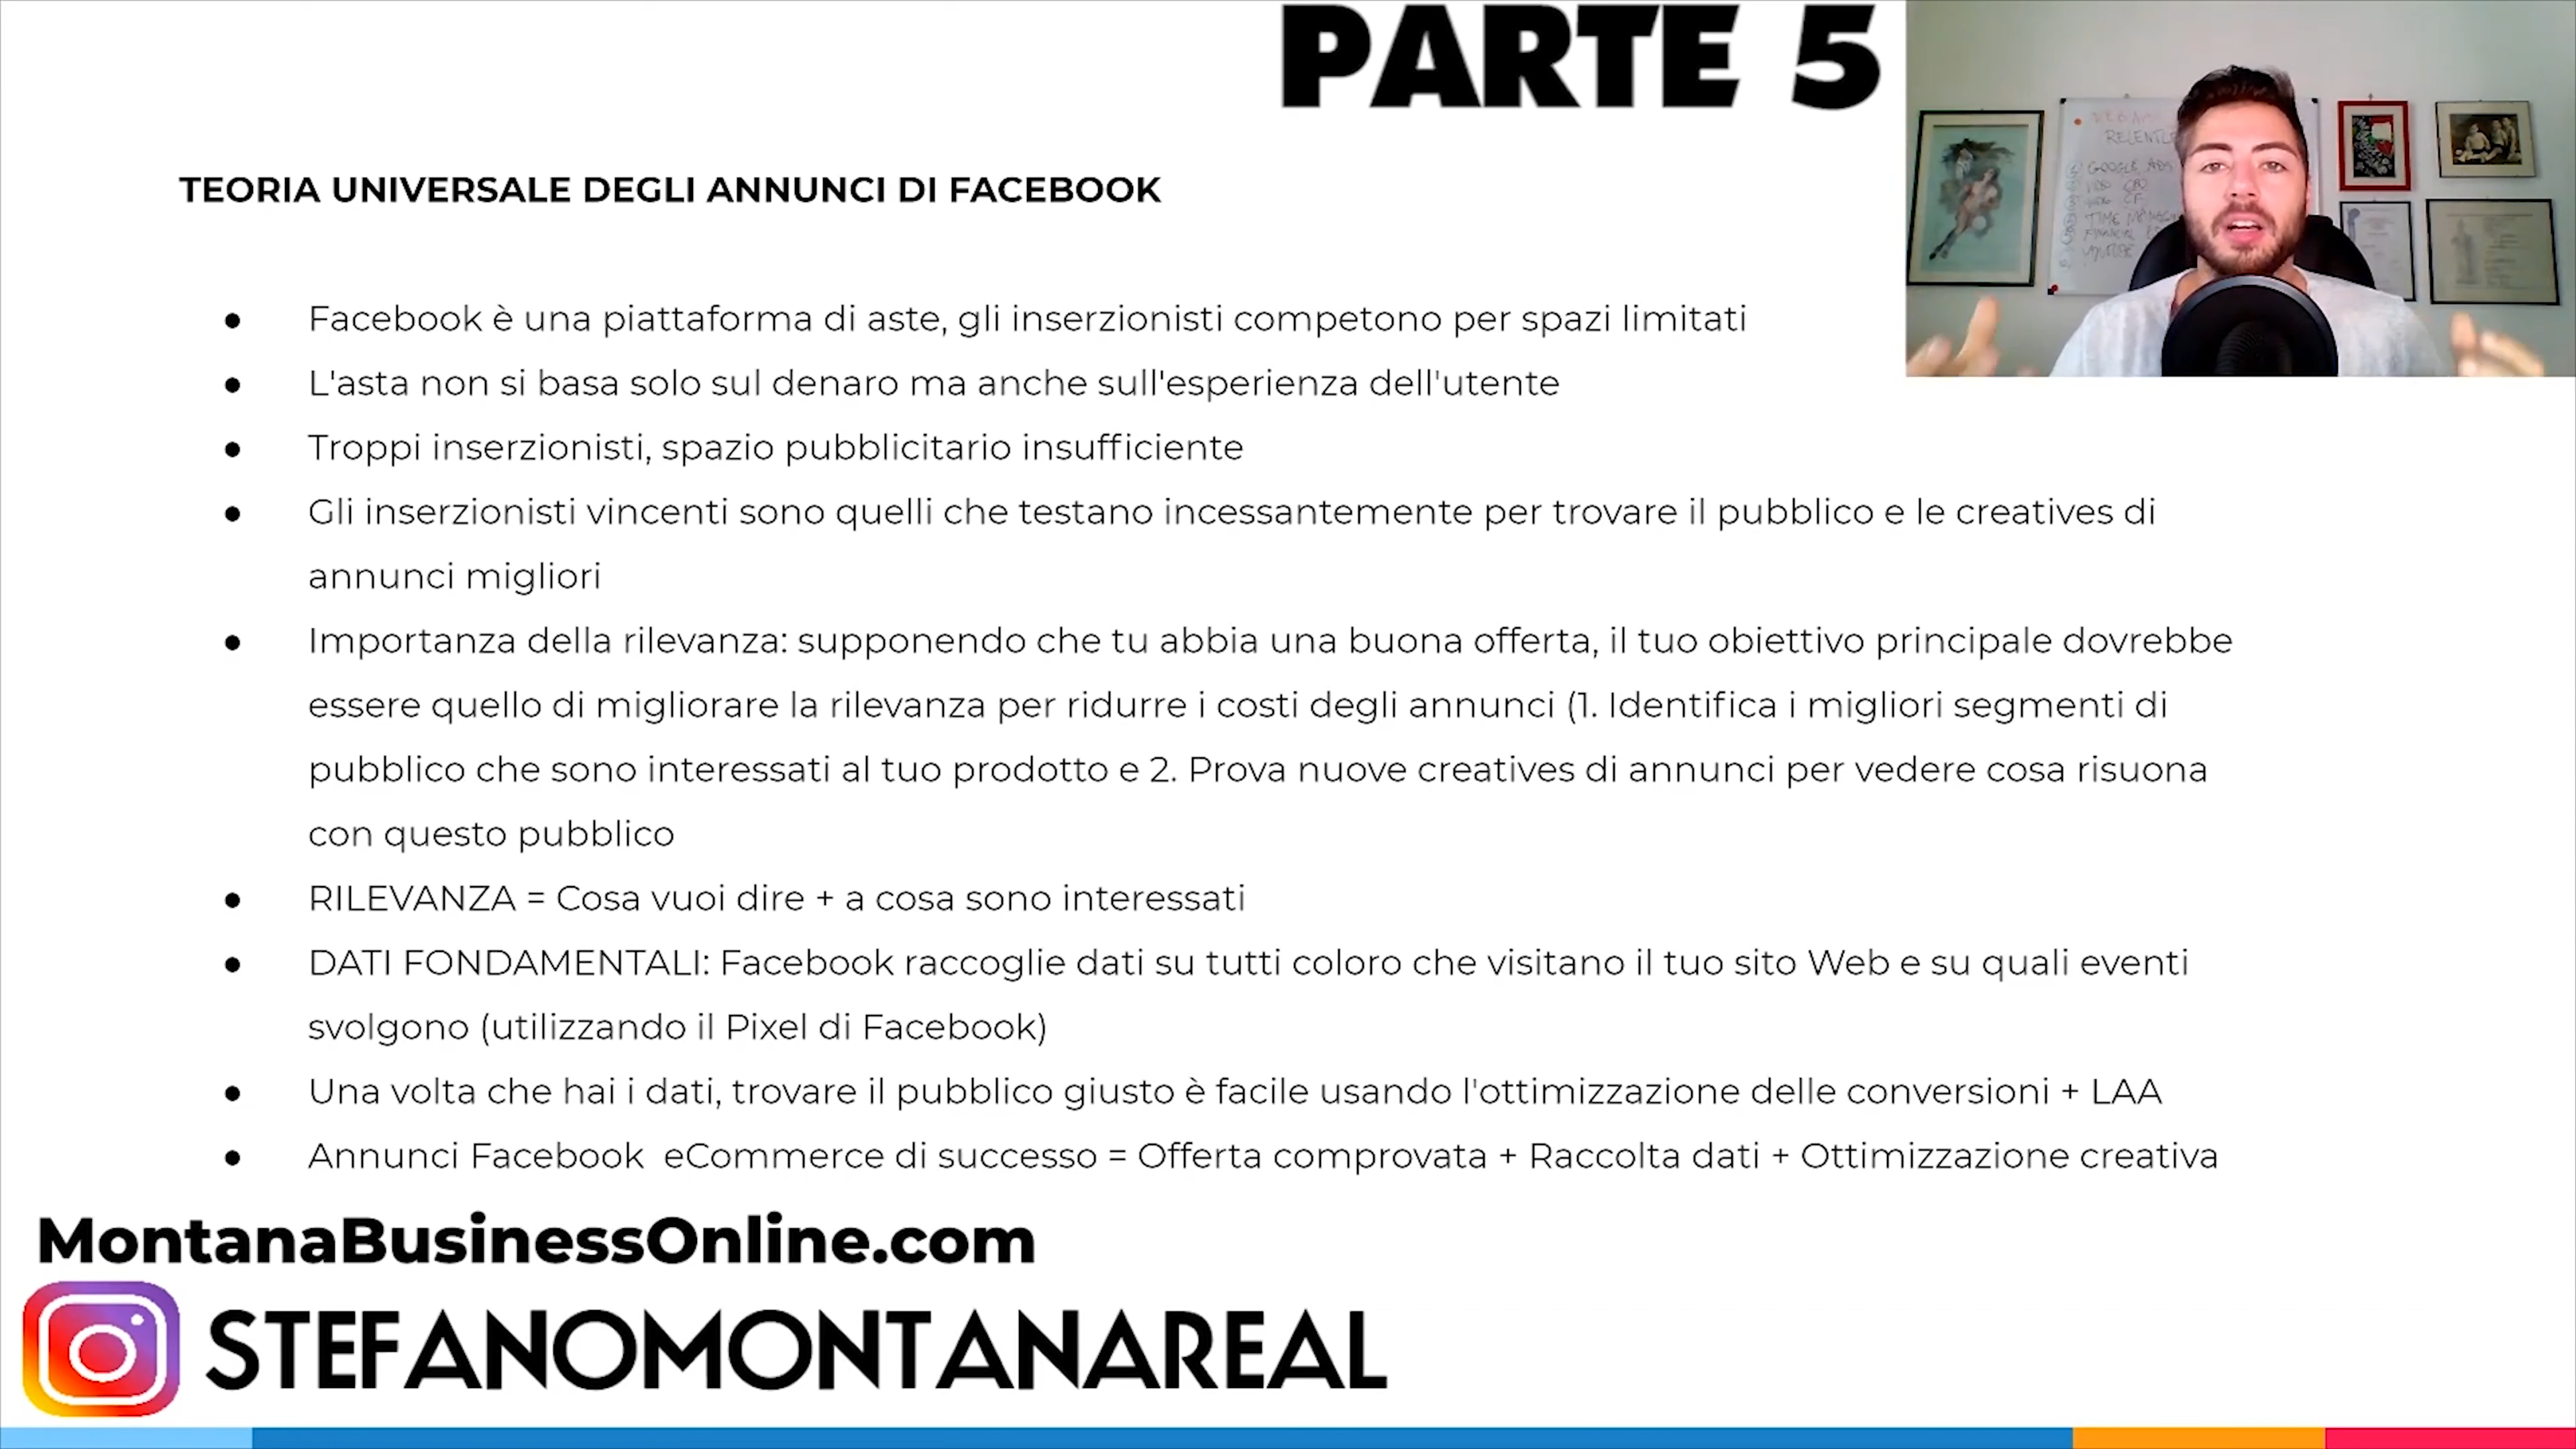 PARTE 5
TEORIA UNIVERSALE DEGLI ANNUNCI DI FACEBOOK
● Facebook è una piattaforma di aste, gli inserzionisti competono per spazi limitati
● L'asta non si basa solo sul denaro ma anche sull'esperienza dell'utente
● Troppi inserzionisti, spazio pubblicitario insufficiente
● Gli inserzionisti vincenti sono quelli che testano incessantemente per trovare il pubblico e le creatives di
annunci migliori
● Importanza della rilevanza: supponendo che tu abbia una buona offerta, il tuo obiettivo principale dovrebbe
essere quello di migliorare la rilevanza per ridurre i costi degli annunci (1. Identifica i migliori segmenti di
pubblico che sono interessati al tuo prodotto e 2. Prova nuove creatives di annunci per vedere cosa risuona
con questo pubblico
● RILEVANZA = Cosa vuoi dire + a cosa sono interessati
● DATI FONDAMENTALI: Facebook raccoglie dati su tutti coloro che visitano il tuo sito Web e su quali eventi
svolgono (utilizzando il Pixel di Facebook)
● Una volta che hai i dati, trovare il pubblico giusto è facile usando l'ottimizzazione delle conversioni + LAA
● Annunci Facebook  eCommerce di successo = Offerta comprovata + Raccolta dati + Ottimizzazione creativa
MontanaBusinessOnline.com
STEFANOMONTANAREAL
GOOGLE ADS